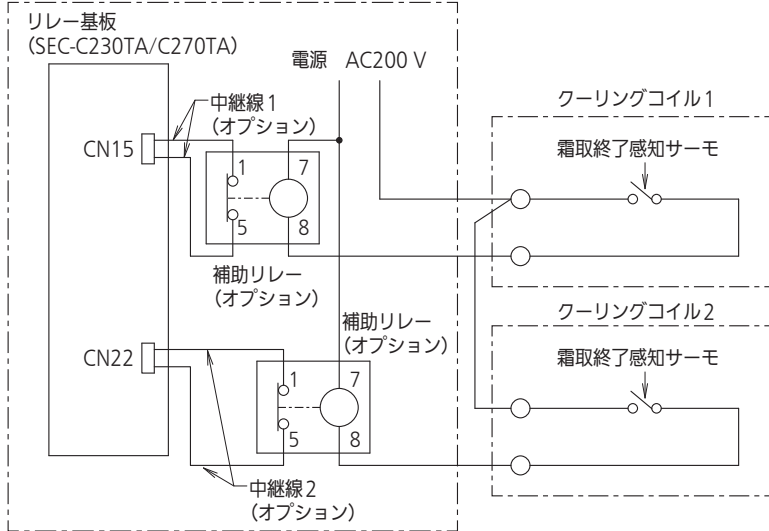 リレー基板
(SEC-C230TA/C270TA)
電源 AC200 V
中継線1
(オプション)
クーリングコイル1
霜取終了感知サーモ
CN15
1
7
5
8
補助リレー
(オプション)
補助リレー
(オプション)
クーリングコイル2
霜取終了感知サーモ
CN22
1
7
5
8
中継線2
(オプション)